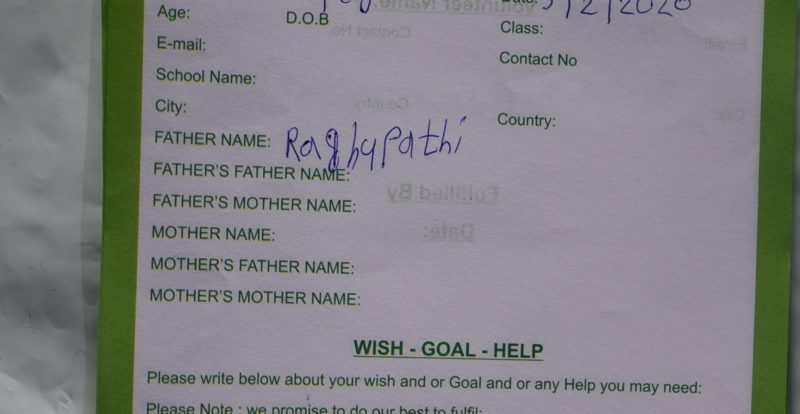 Age: D.O.B Class:
E-mail: Contact No
School Name:
City: Country:
FATHER NAME: Raghupathi
FATHER'S FATHER NAME:
FATHER'S MOTHER NAME:
MOTHER NAME:
MOTHER'S FATHER NAME:
MOTHER'S MOTHER NAME:
WISH - GOAL - HELP
Please write below about your wish and or Goal and or any Help you may need:
Please Note : we promise to do our best to fulfil: